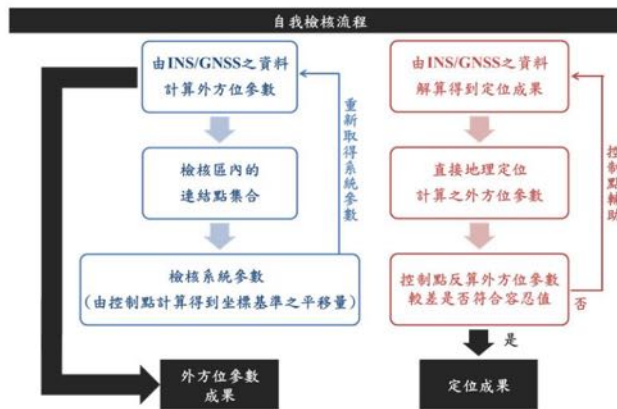 自我檢核流程
由INS/GNSS之資料
計算外方位參數
檢核區內的
連結點集合
檢核系統參數
(由控制點計算得到坐標基準之平移量)
重新取得系統參數
外方位參數
成果
由INS/GNSS之資料
解算得到定位成果
直接地理定位
計算之外方位參數
控制點反算外方位參數
較差是否符合容忍值
控制點輔助
否
是
定位成果